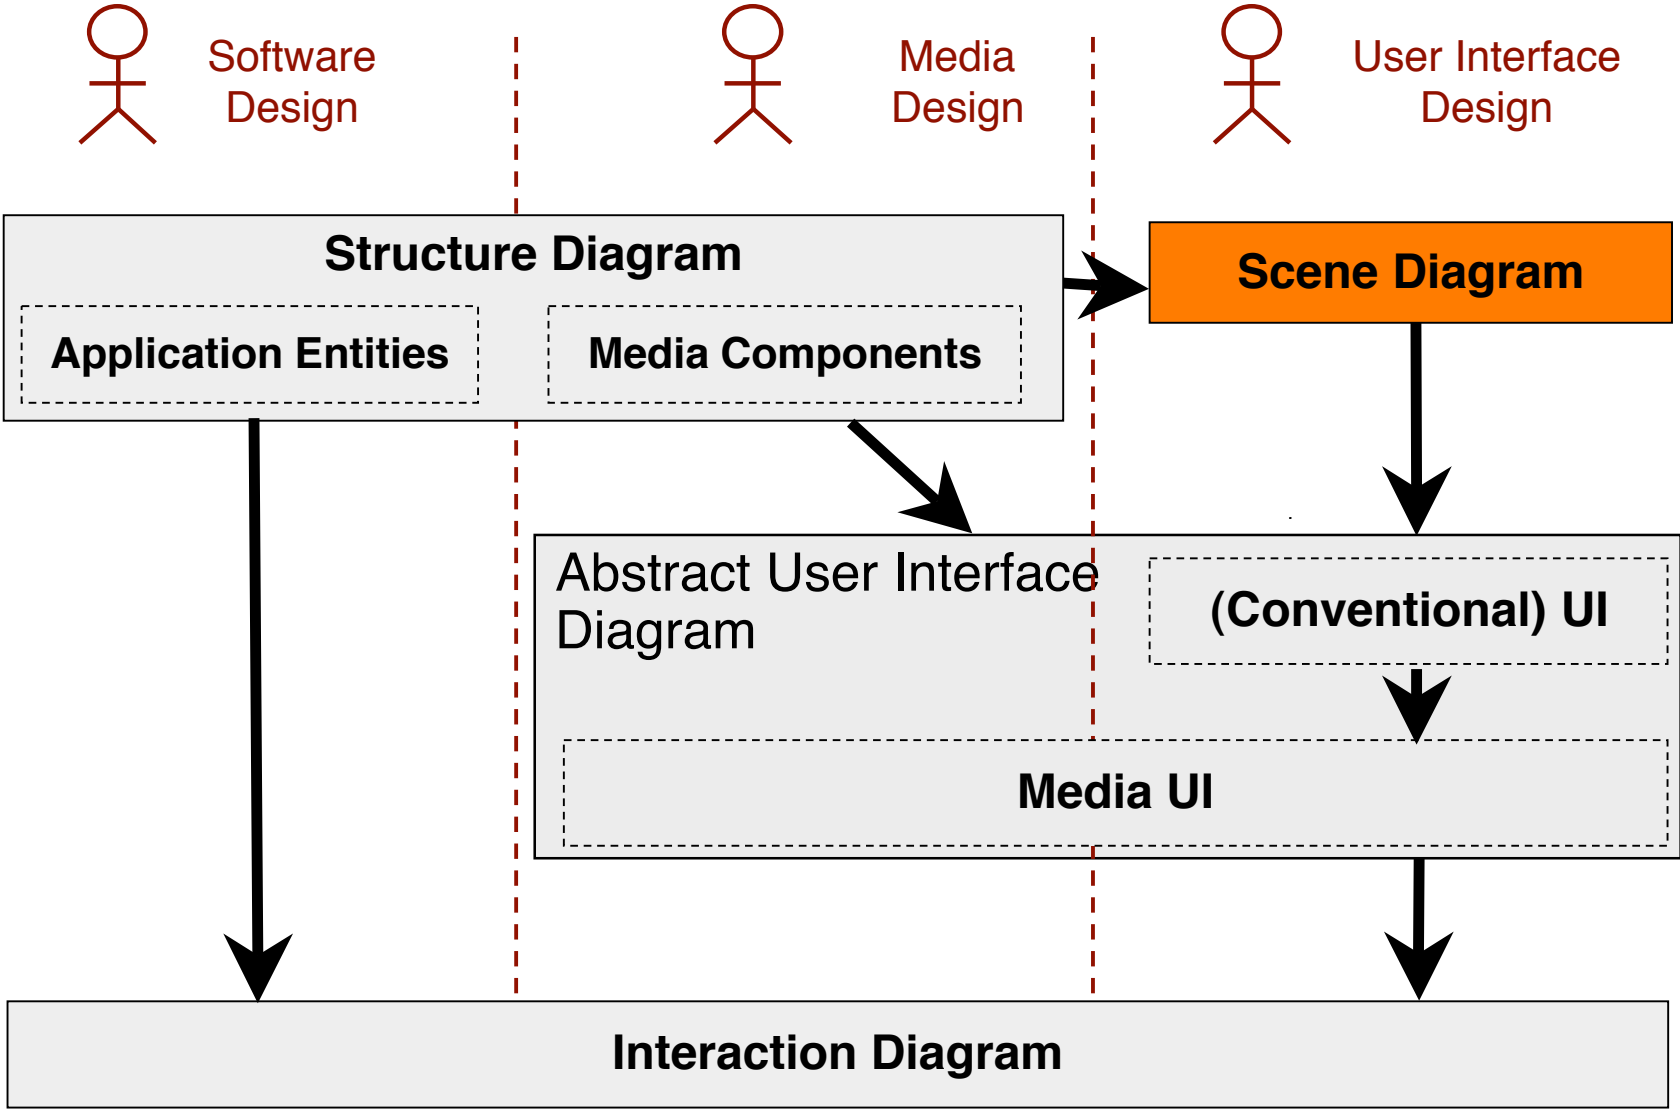 Software
Design
Media
Design
User Interface
Design
Structure Diagram
Scene Diagram
Application Entities
Media Components
Abstract User Interface
Diagram
(Conventional) UI
Media UI
Interaction Diagram